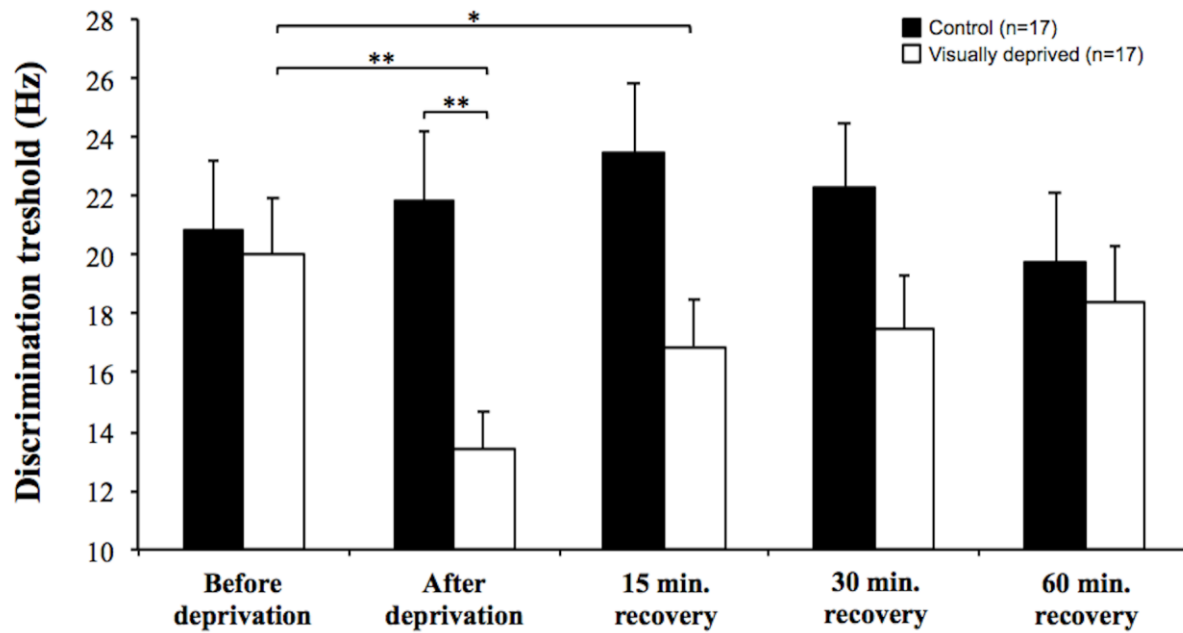 28
26
24
22
20
18
16
14
12
10
Discrimination treshold (Hz)
*
**
**
Control (n=17)
Visually deprived (n=17)
Before
deprivation
After
deprivation
15 min.
recovery
30 min.
recovery
60 min.
recovery